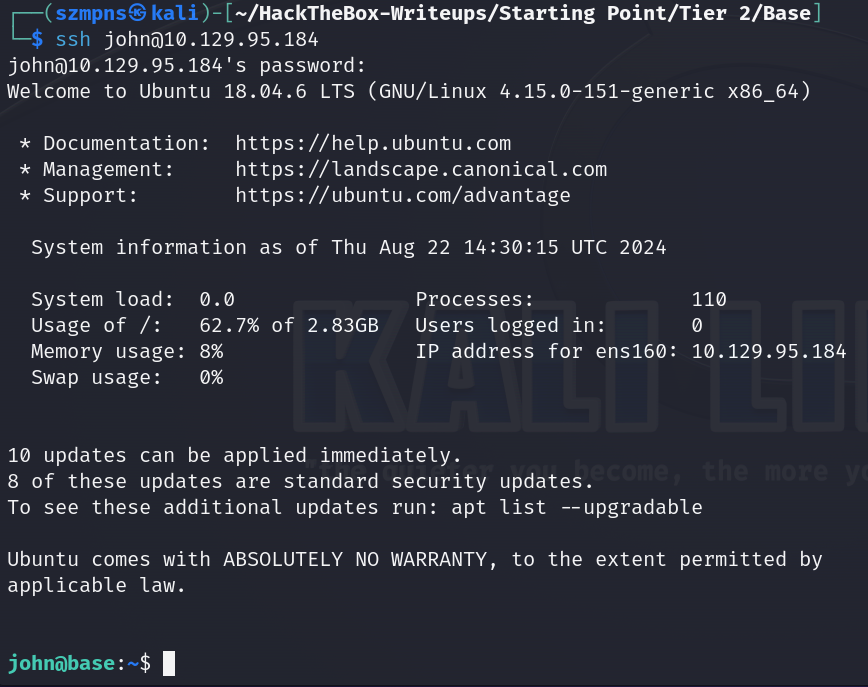 ┌──(szmpns㉿kali)-[~/HackTheBox-Writeups/Starting Point/Tier 2/Base]
└─$ ssh john@10.129.95.184
john@10.129.95.184's password:
Welcome to Ubuntu 18.04.6 LTS (GNU/Linux 4.15.0-151-generic x86_64)
* Documentation:  https://help.ubuntu.com
* Management:     https://landscape.canonical.com
* Support:        https://ubuntu.com/advantage
System information as of Thu Aug 22 14:30:15 UTC 2024
System load:  0.0                Processes:             110
Usage of /:   62.7% of 2.83GB   Users logged in:       0
Memory usage: 8%                IP address for ens160: 10.129.95.184
Swap usage:   0%
KALI LI
10 updates can be applied immediately.
"the quieter you become, the more yo
8 of these updates are standard security updates.
To see these additional updates run: apt list --upgradable
Ubuntu comes with ABSOLUTELY NO WARRANTY, to the extent permitted by
applicable law.
john@base:~$